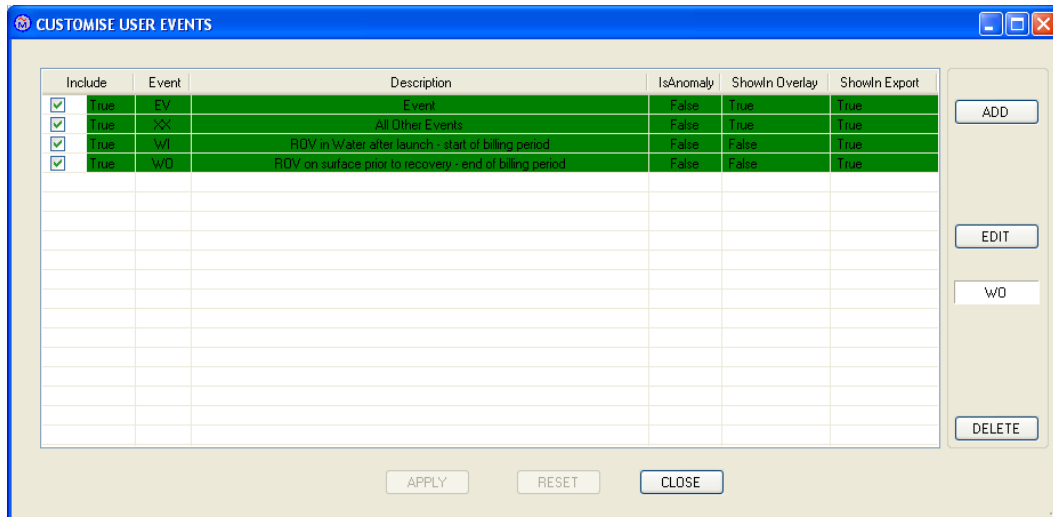 CUSTOMISE USER EVENTS
Include Event Description IsAnomaly ShowIn Overlay ShowIn Export
True EV Event False True True
True XX All Other Events False True True
True WI ROV in Water after launch - start of billing period False False True
True WO ROV on surface prior to recovery - end of billing period False False True
ADD
EDIT
WO
DELETE
APPLY RESET CLOSE